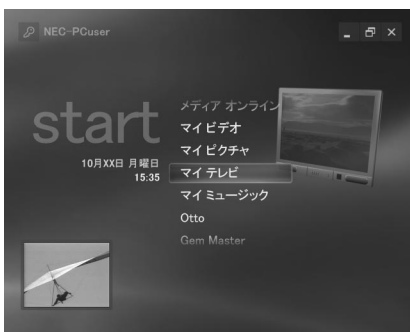 NEC-PCuser
start
10月XX日 月曜日
15:35
メディア オンライン
マイ ビデオ
マイ ピクチャ
マイ テレビ
マイ ミュージック
Otto
Gem Master